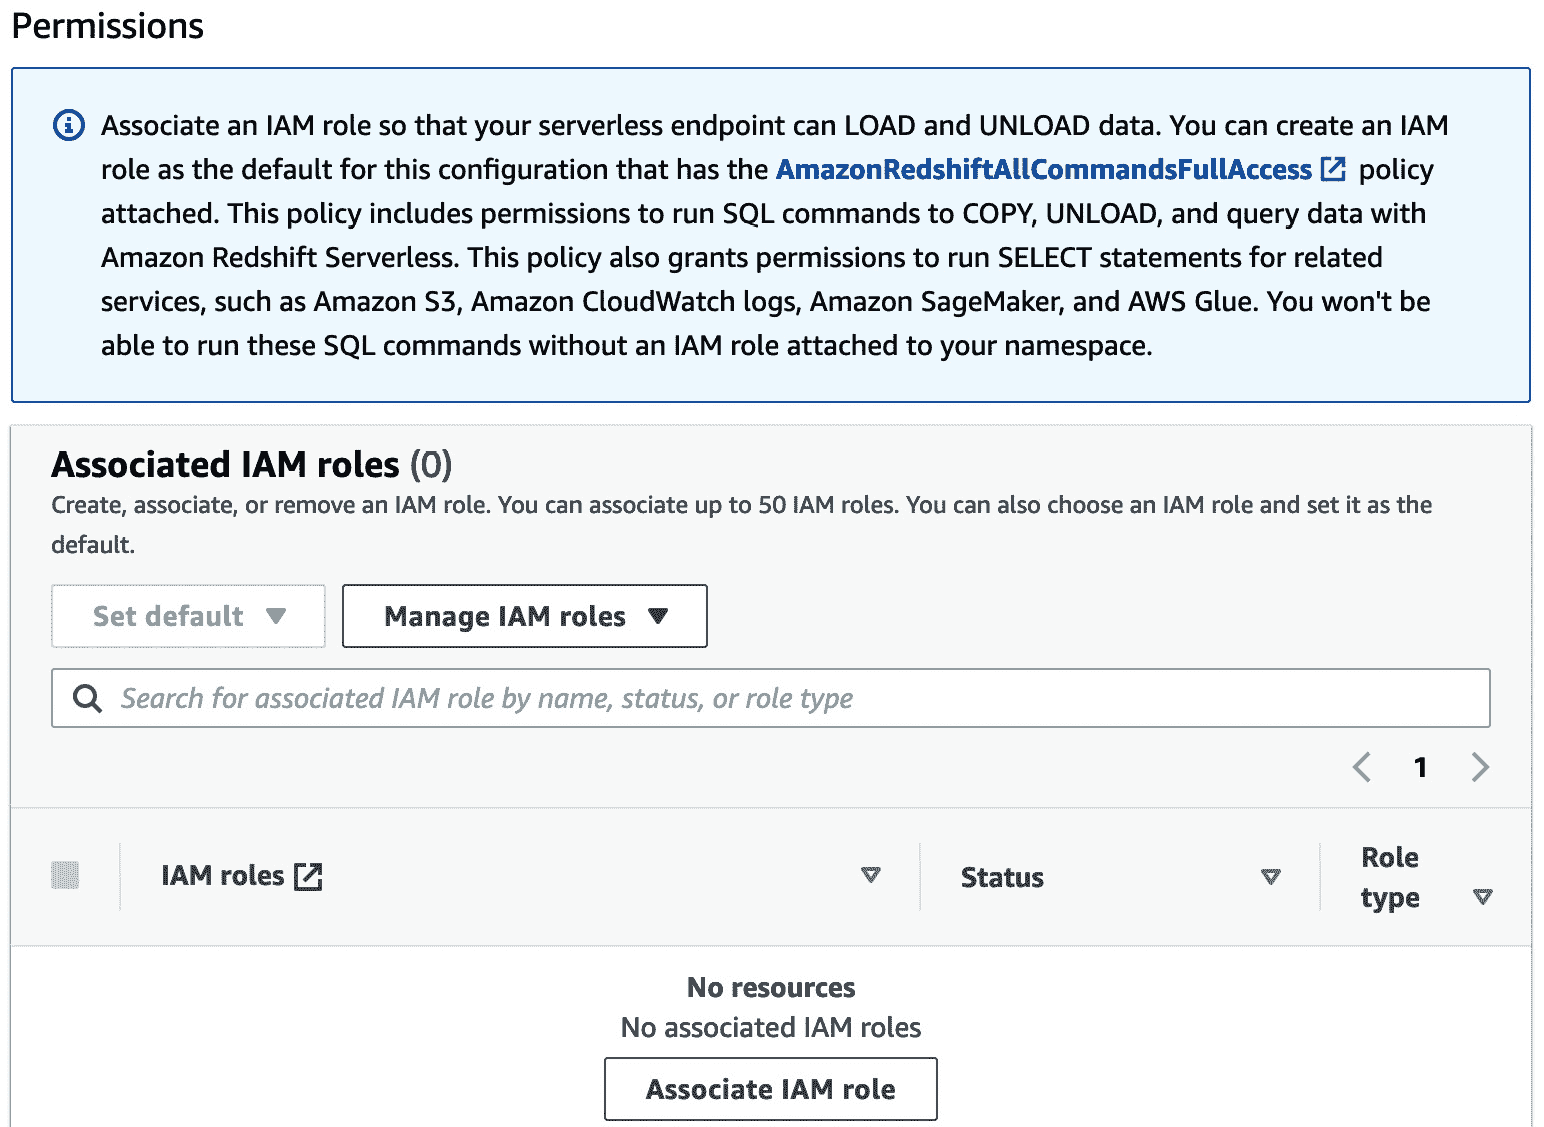 Permissions
Associate an IAM role so that your serverless endpoint can LOAD and UNLOAD data. You can create an IAM
role as the default for this configuration that has the AmazonRedshiftAllCommandsFullAccess policy
attached. This policy includes permissions to run SQL commands to COPY, UNLOAD, and query data with
Amazon Redshift Serverless. This policy also grants permissions to run SELECT statements for related
services, such as Amazon S3, Amazon CloudWatch logs, Amazon SageMaker, and AWS Glue. You won't be
able to run these SQL commands without an IAM role attached to your namespace.
Associated IAM roles (0)
Create, associate, or remove an IAM role. You can associate up to 50 IAM roles. You can also choose an IAM role and set it as the
default.
Set default
Manage IAM roles
Search for associated IAM role by name, status, or role type
1
IAM roles
Status
Role
type
No resources
No associated IAM roles
Associate IAM role